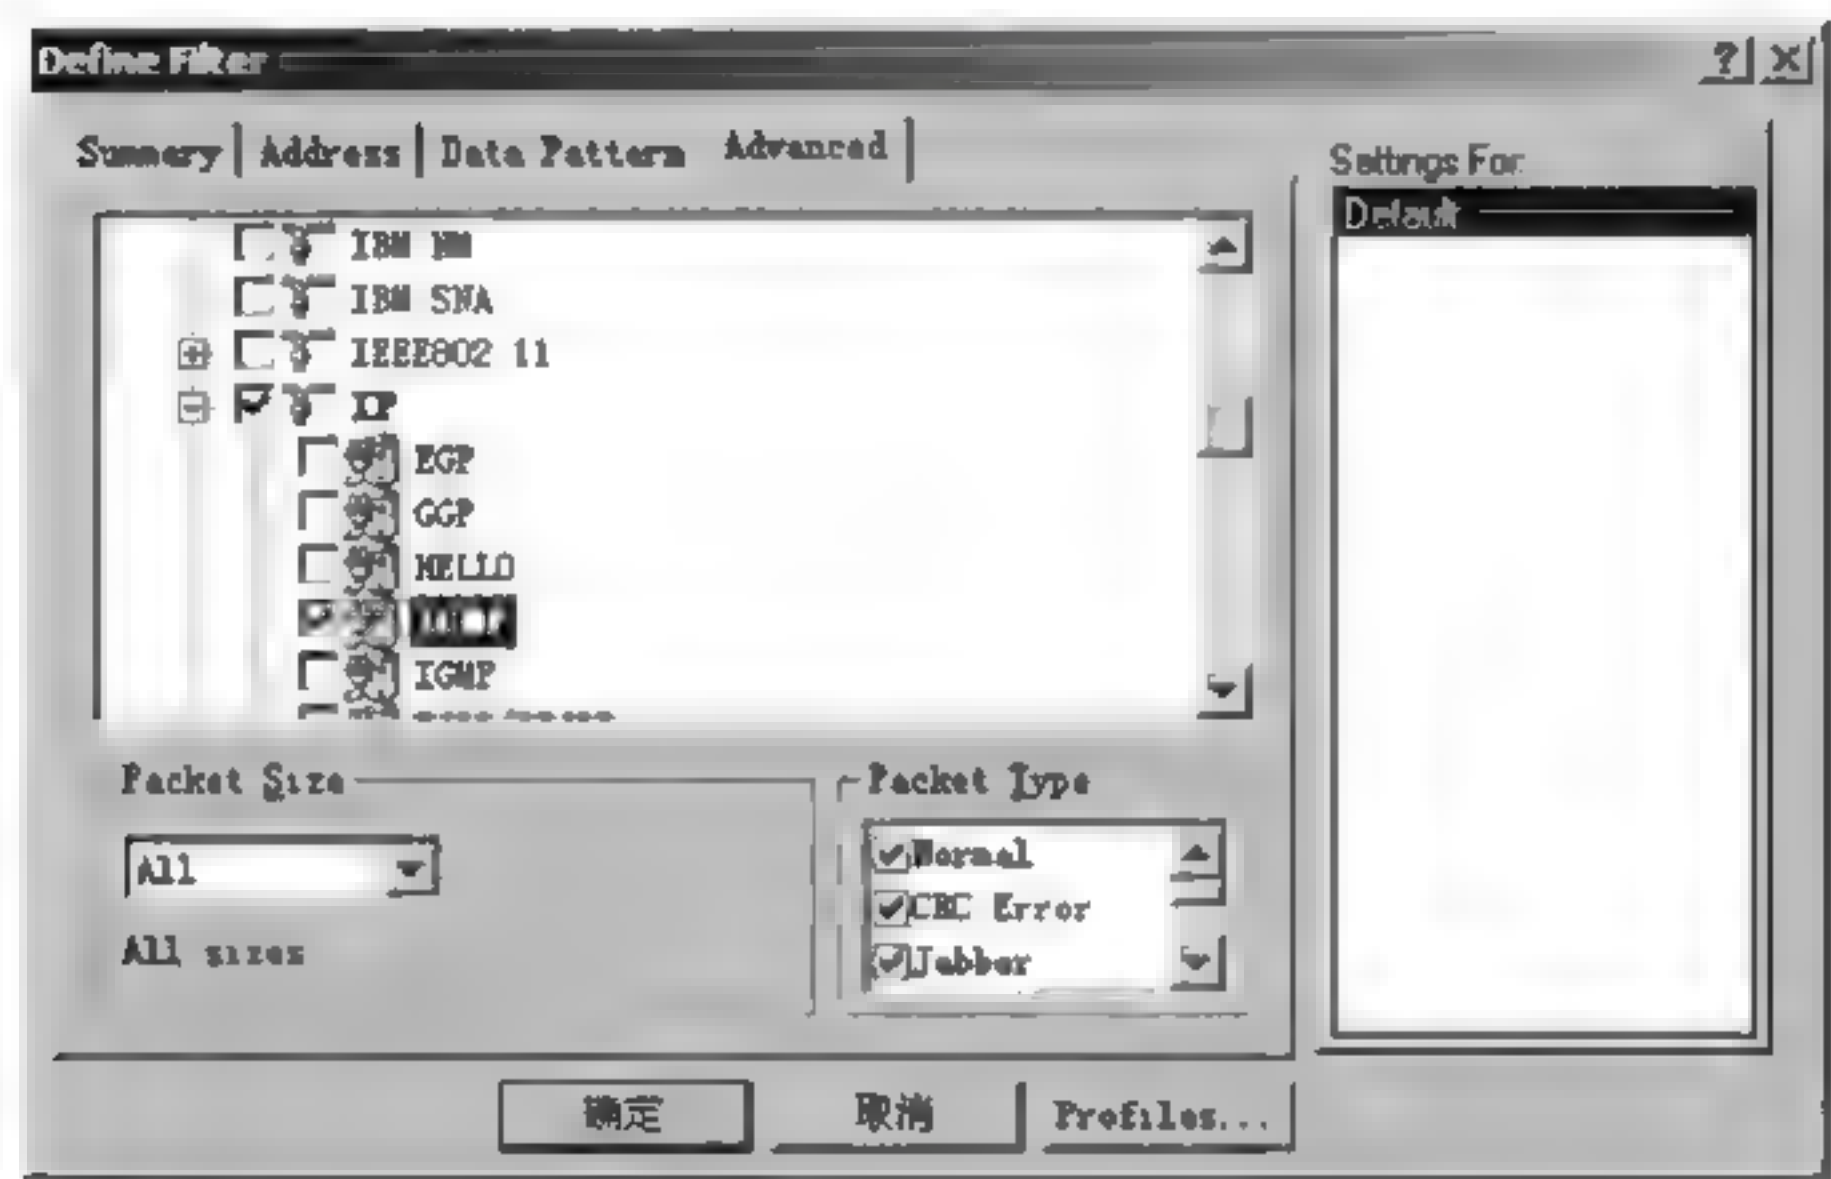 Define Filter
Summary
Address
Data Pattern
Advanced
Settings For:
Default
IBM NM
IBM SNA
IEEE802 11
IP
EGP
GGP
HELLO
IGMP
Packet Size
All
All sizes
Packet Type
Normal
CRC Error
Jabber
确定
取消
Profiles...